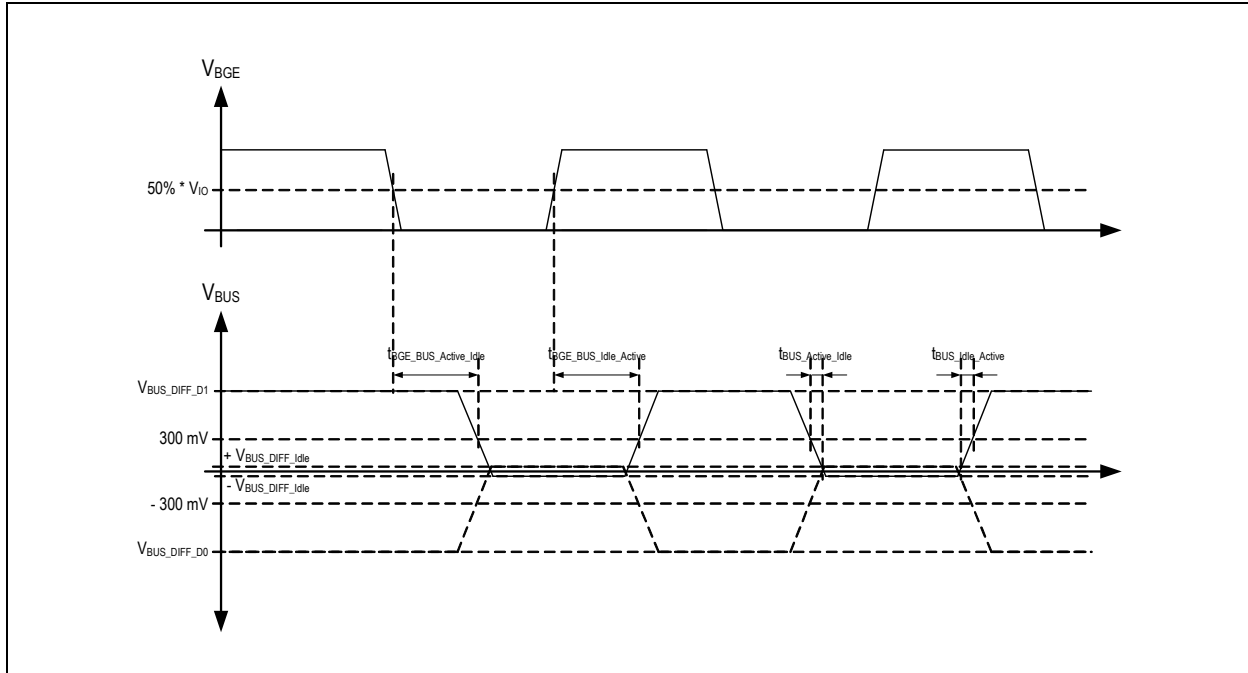 VBGE
50% * VIO
VBUS
tBGE_BUS_Active_Idle tBGE_BUS_Idle_Active tBUS_Active_Idle tBUS_Idle_Active
VBUS_DIFF_D1
300 mV
+ VBUS_DIFF_Idle
- VBUS_DIFF_Idle
- 300 mV
VBUS_DIFF_D0